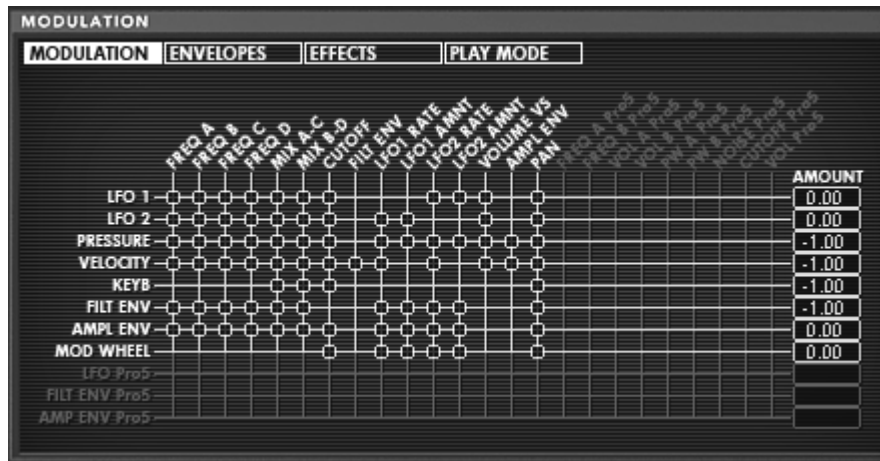 MODULATION
MODULATION ENVELOPES EFFECTS PLAY MODE
FREQ A
FREQ B
FREQ C
FREQ D
MIX A-C
MIX B-D
CUTOFF
FILT ENV
LFO1 RATE
LFO1 AMNT
LFO2 RATE
LFO2 AMNT
VOLUME VS
AMPL ENV
PAN
FREQ A Pro5
FREQ B Pro5
VOL A Pro5
VOL B Pro5
PW A Pro5
PW B Pro5
NOISE Pro5
CUTOFF Pro5
VOL Pro5
AMOUNT
LFO 1 0.00
LFO 2 0.00
PRESSURE -1.00
VELOCITY -1.00
KEYB -1.00
FILT ENV -1.00
AMPL ENV 0.00
MOD WHEEL 0.00
LFO Pro5
FILT ENV Pro5
AMP ENV Pro5